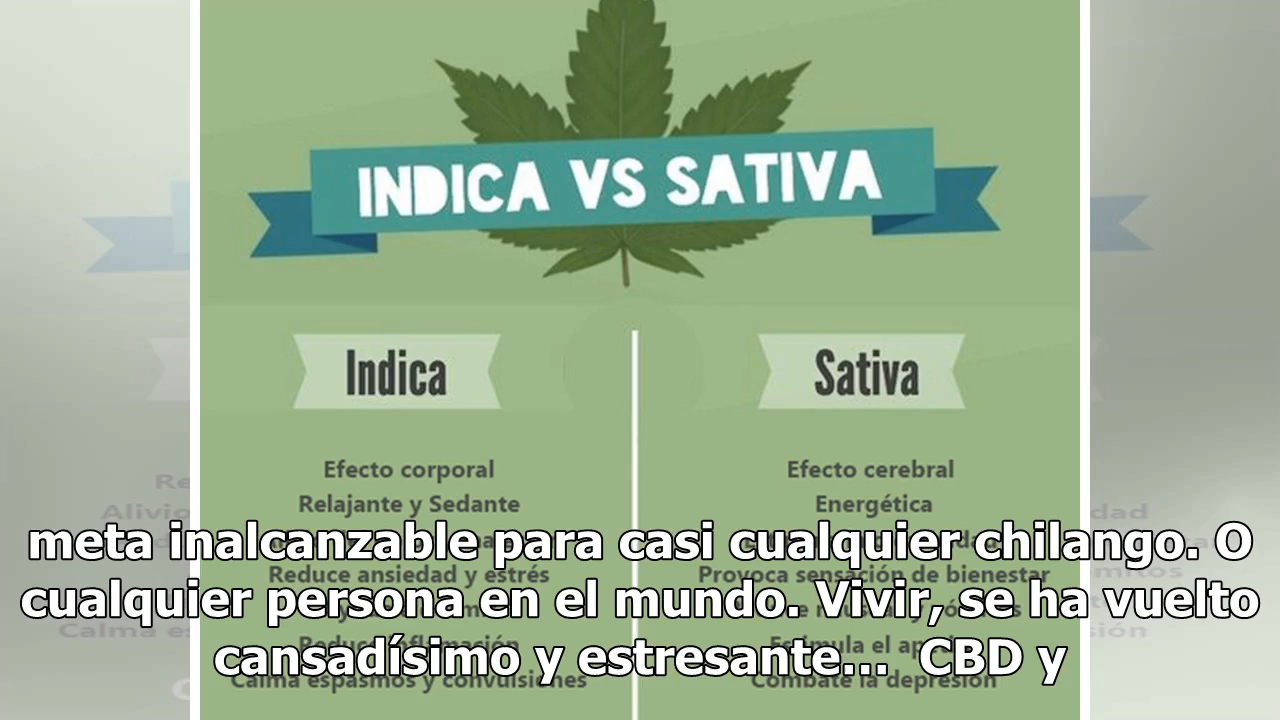 INDICA VS SATIVA
Indica
Sativa
Efecto corporal
Relajante y Sedante
Reduce ansiedad y estrés
Calma espasmos y convulsiones
Efecto cerebral
Energética
Provoca sensación de bienestar
Combate la depresión
meta inalcanzable para casi cualquier chilango. O
cualquier persona en el mundo. Vivir, se ha vuelto
cansadísimo y estresante... CBD y